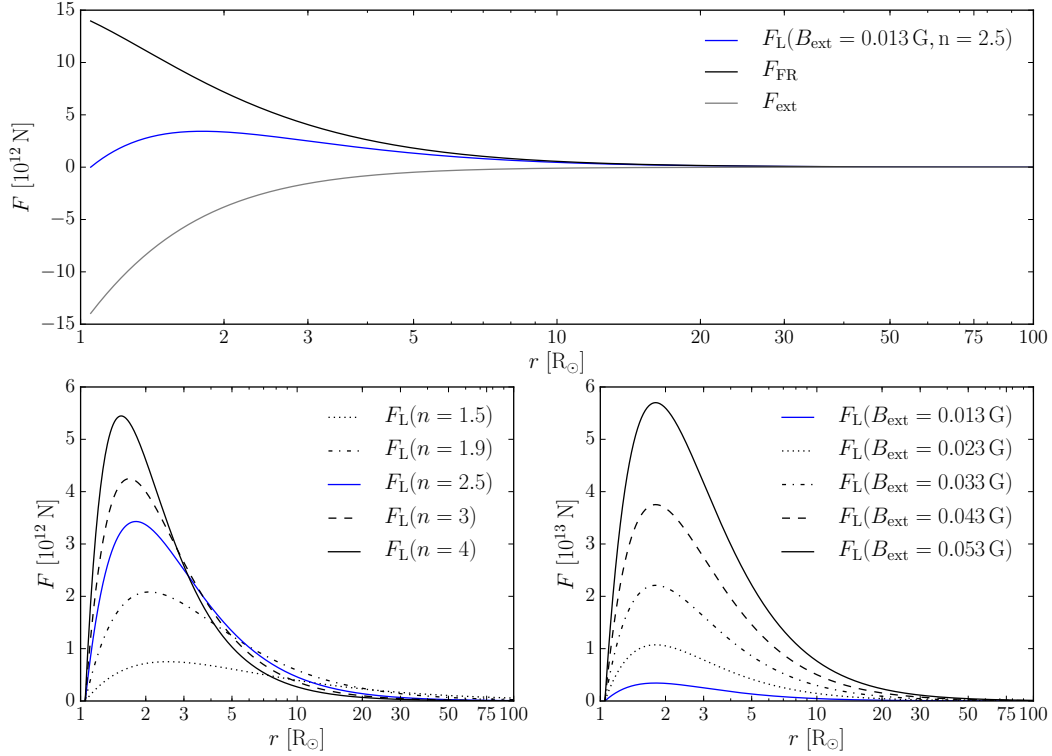 F [10¹² N]
15
10
5
0
−5
−10
−15
F_L(B_ext = 0.013 G, n = 2.5)
F_FR
F_ext
1 2 3 5 10 20 30 50 100
r [R_⊙]
F [10¹² N]
6
5
4
3
2
1
0
F_L(n = 1.5)
F_L(n = 1.9)
F_L(n = 2.5)
F_L(n = 3)
F_L(n = 4)
1 2 3 5 10 20 30 50 75 100
r [R_⊙]
F [10¹³ N]
6
5
4
3
2
1
0
F_L(B_ext = 0.013 G)
F_L(B_ext = 0.023 G)
F_L(B_ext = 0.033 G)
F_L(B_ext = 0.043 G)
F_L(B_ext = 0.053 G)
1 2 3 5 10 20 30 50 75 100
r [R_⊙]